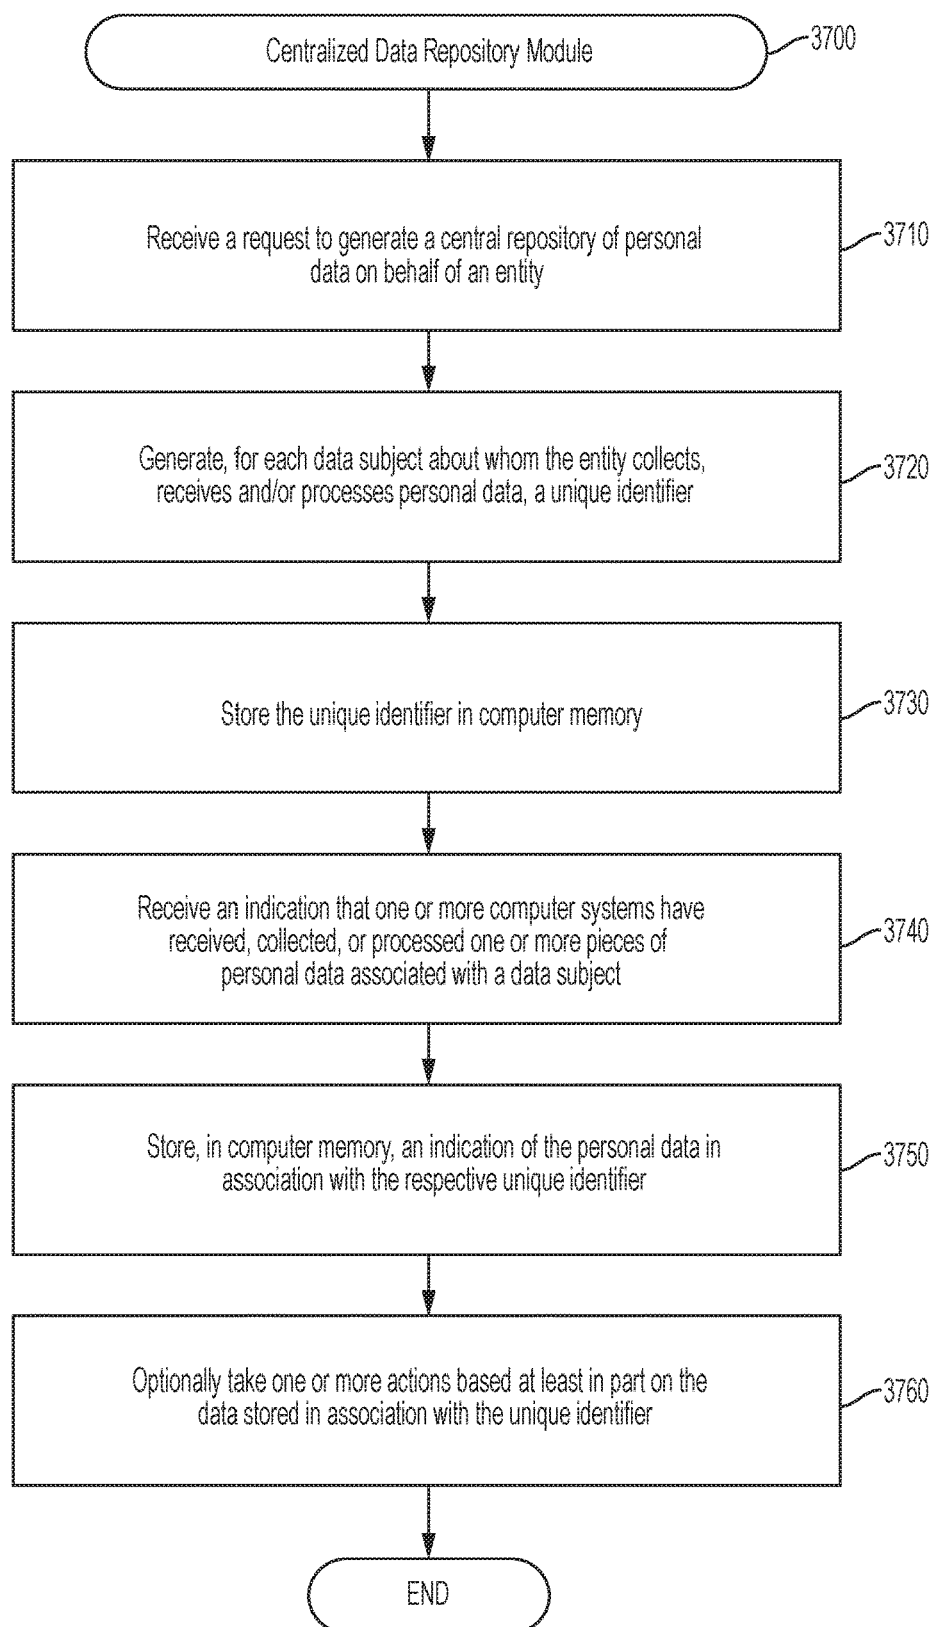 Centralized Data Repository Module
3700
Receive a request to generate a central repository of personal
data on behalf of an entity
3710
Generate, for each data subject about whom the entity collects,
receives and/or processes personal data, a unique identifier
3720
Store the unique identifier in computer memory
3730
Receive an indication that one or more computer systems have
received, collected, or processed one or more pieces of
personal data associated with a data subject
3740
Store, in computer memory, an indication of the personal data in
association with the respective unique identifier
3750
Optionally take one or more actions based at least in part on the
data stored in association with the unique identifier
3760
END